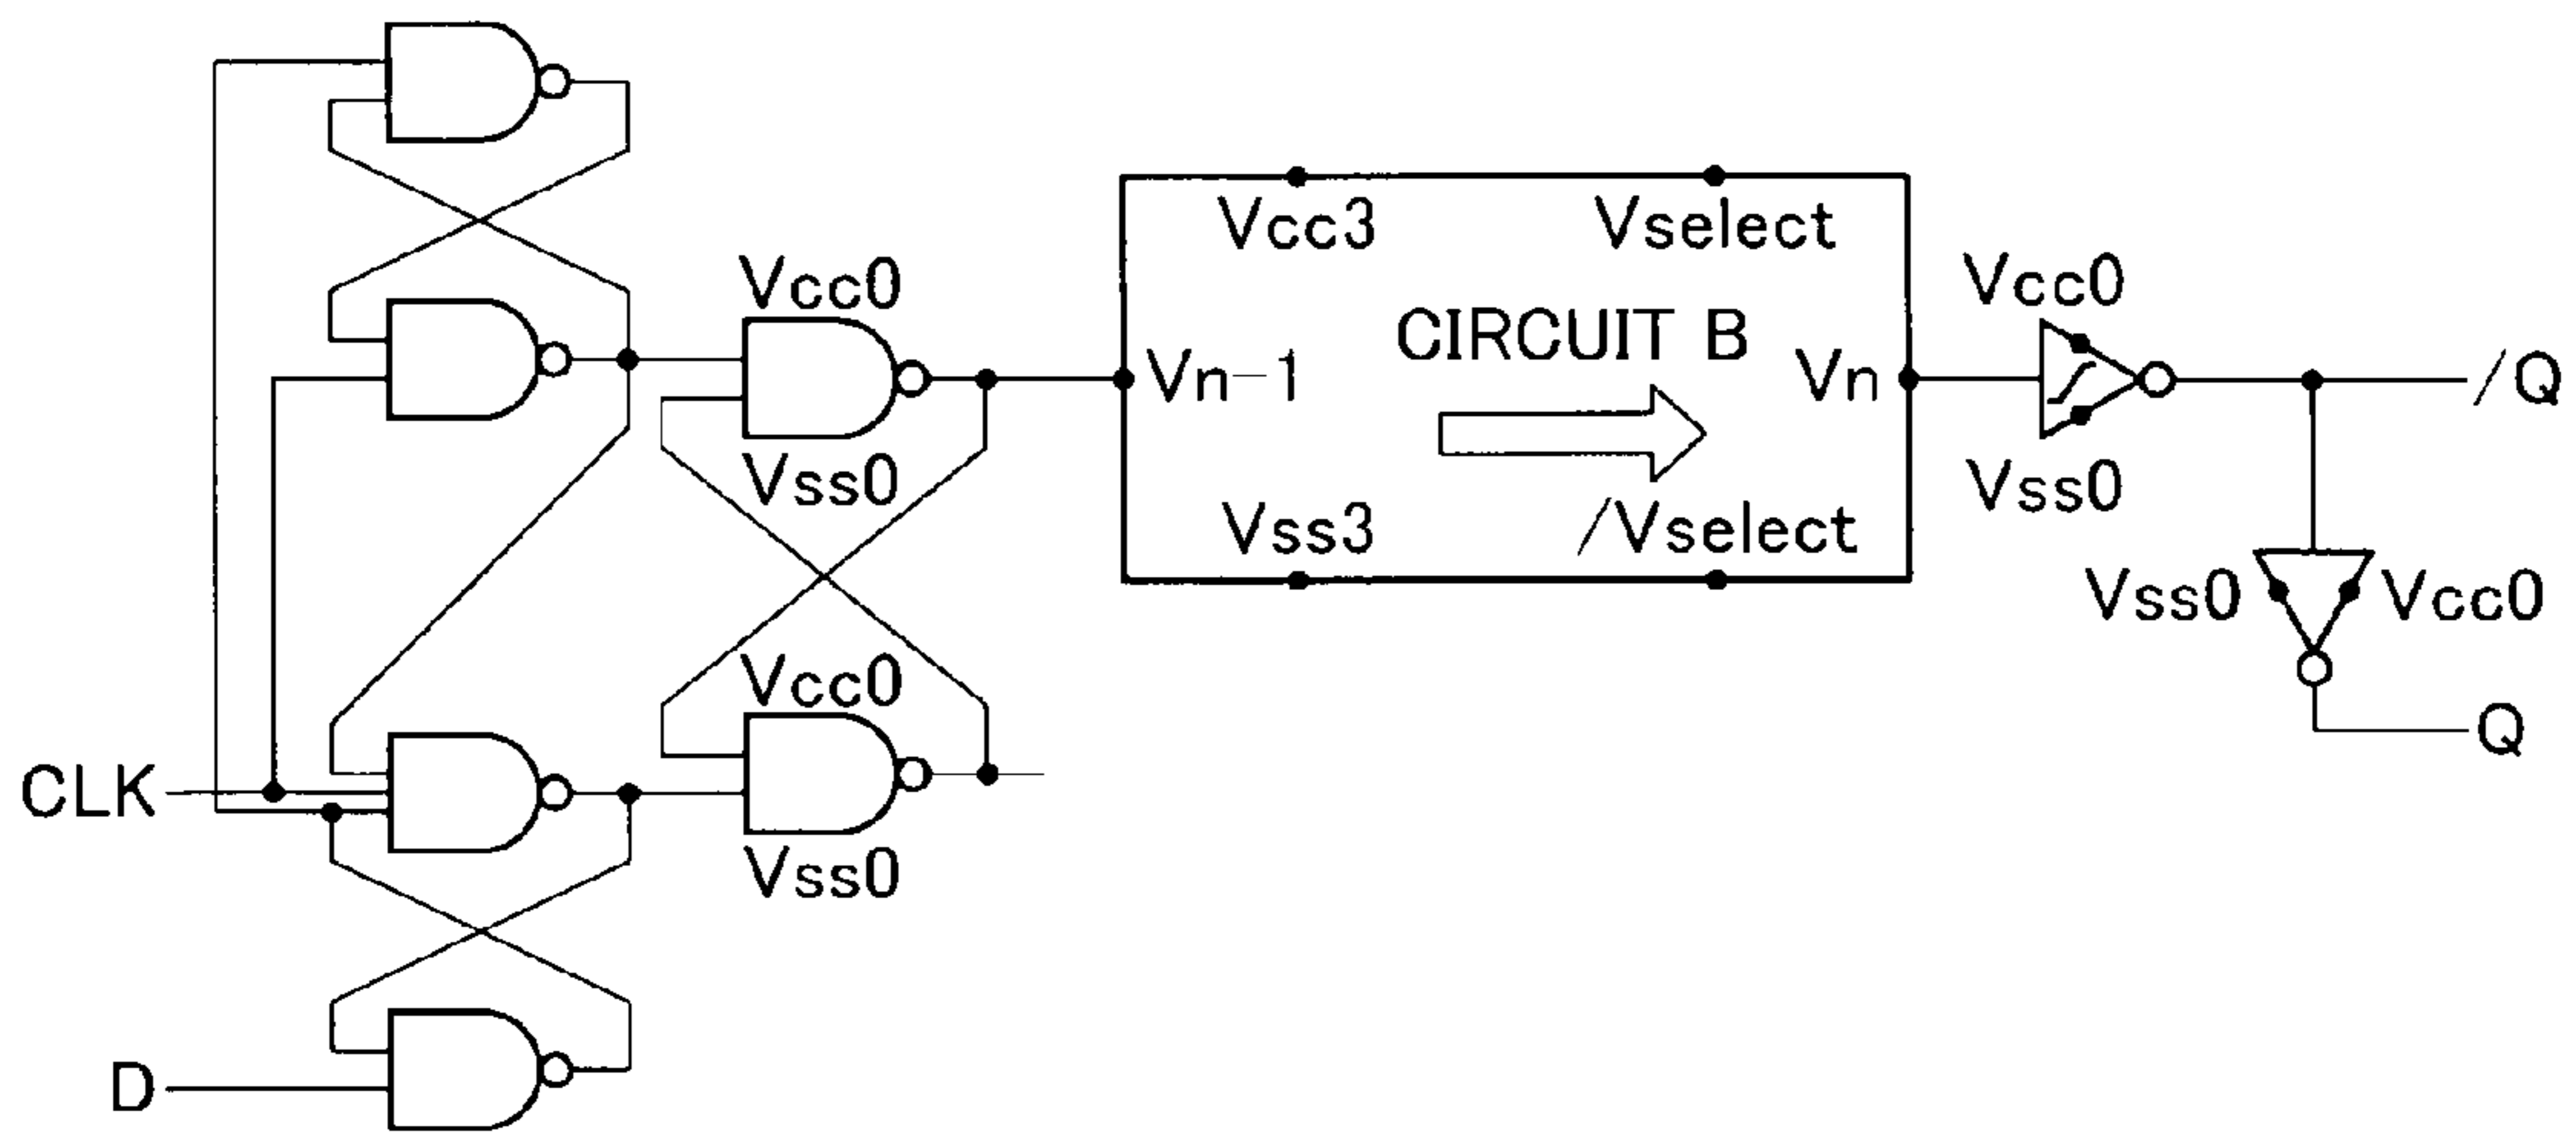 Vcc3 Vselect
Vcc0 Vcc0
CIRCUIT B
Vn-1 Vn /Q
Vss0 Vss0
Vss3 /Vselect
Vss0 Vcc0
Vcc0
Q
CLK
Vss0
D